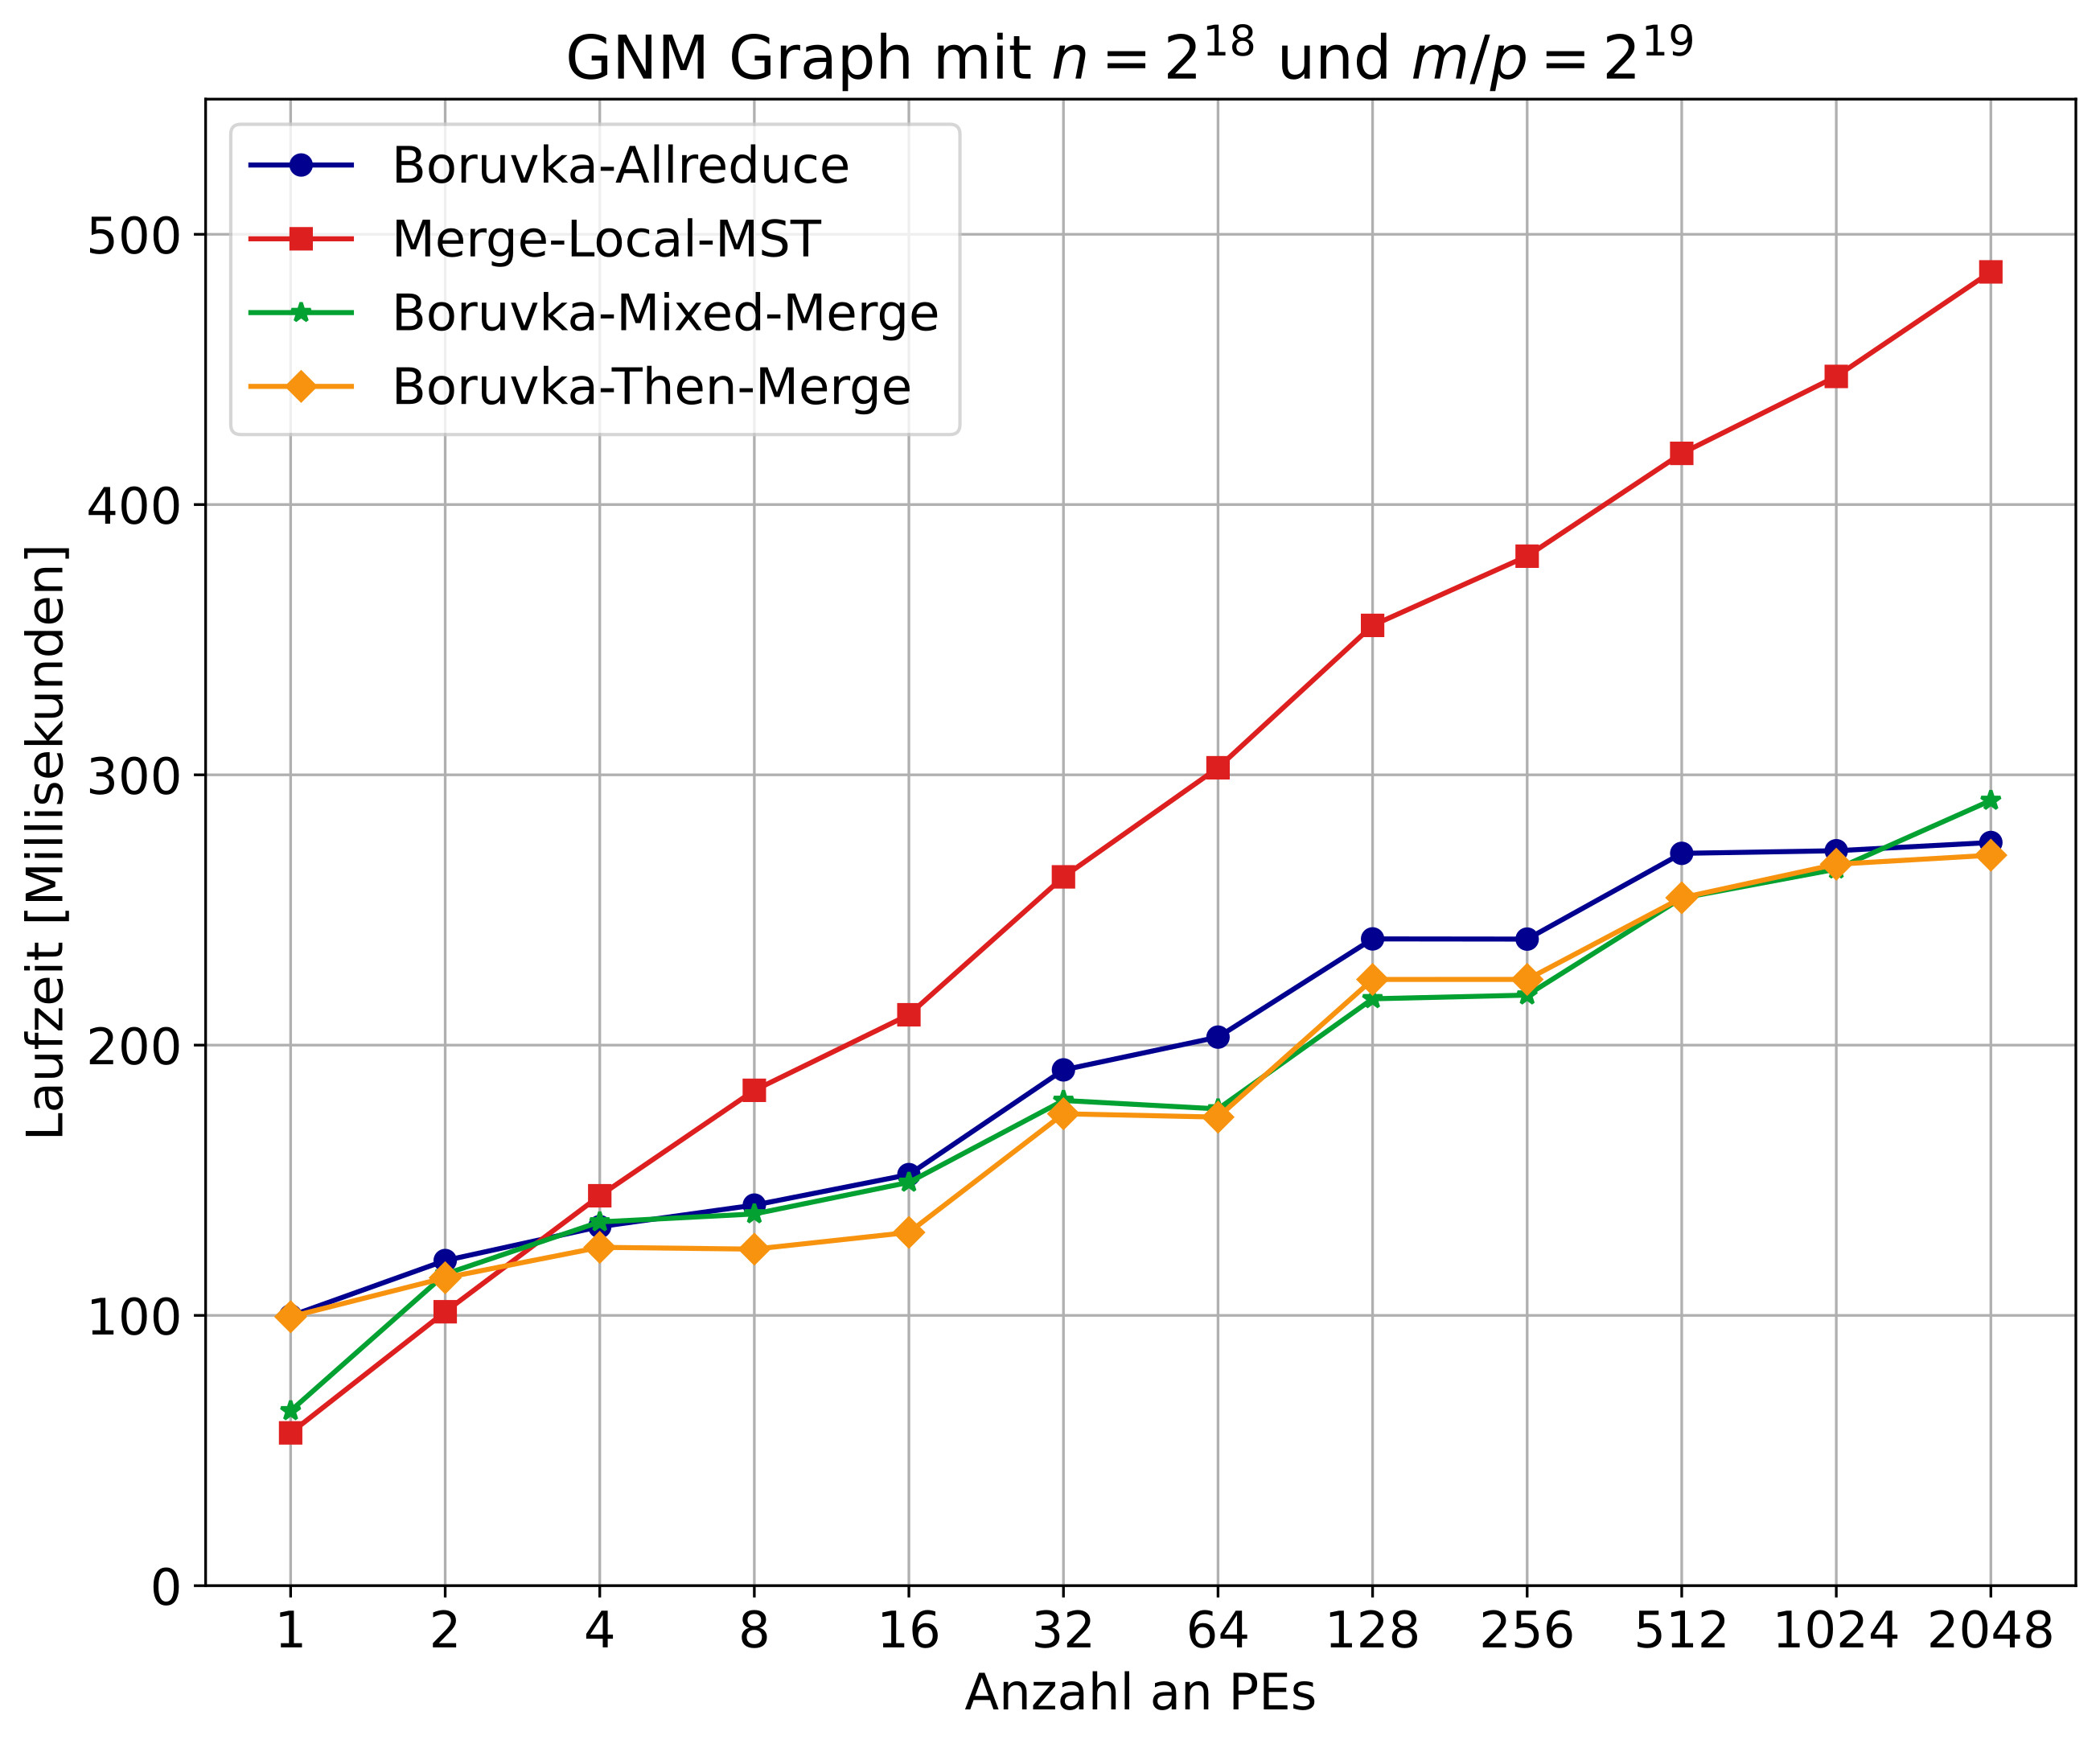 GNM Graph mit n = 2^18 und m/p = 2^19
Boruvka-Allreduce
Merge-Local-MST
Boruvka-Mixed-Merge
Boruvka-Then-Merge
Laufzeit [Millisekunden]
500
400
300
200
100
0
1 2 4 8 16 32 64 128 256 512 1024 2048
Anzahl an PEs